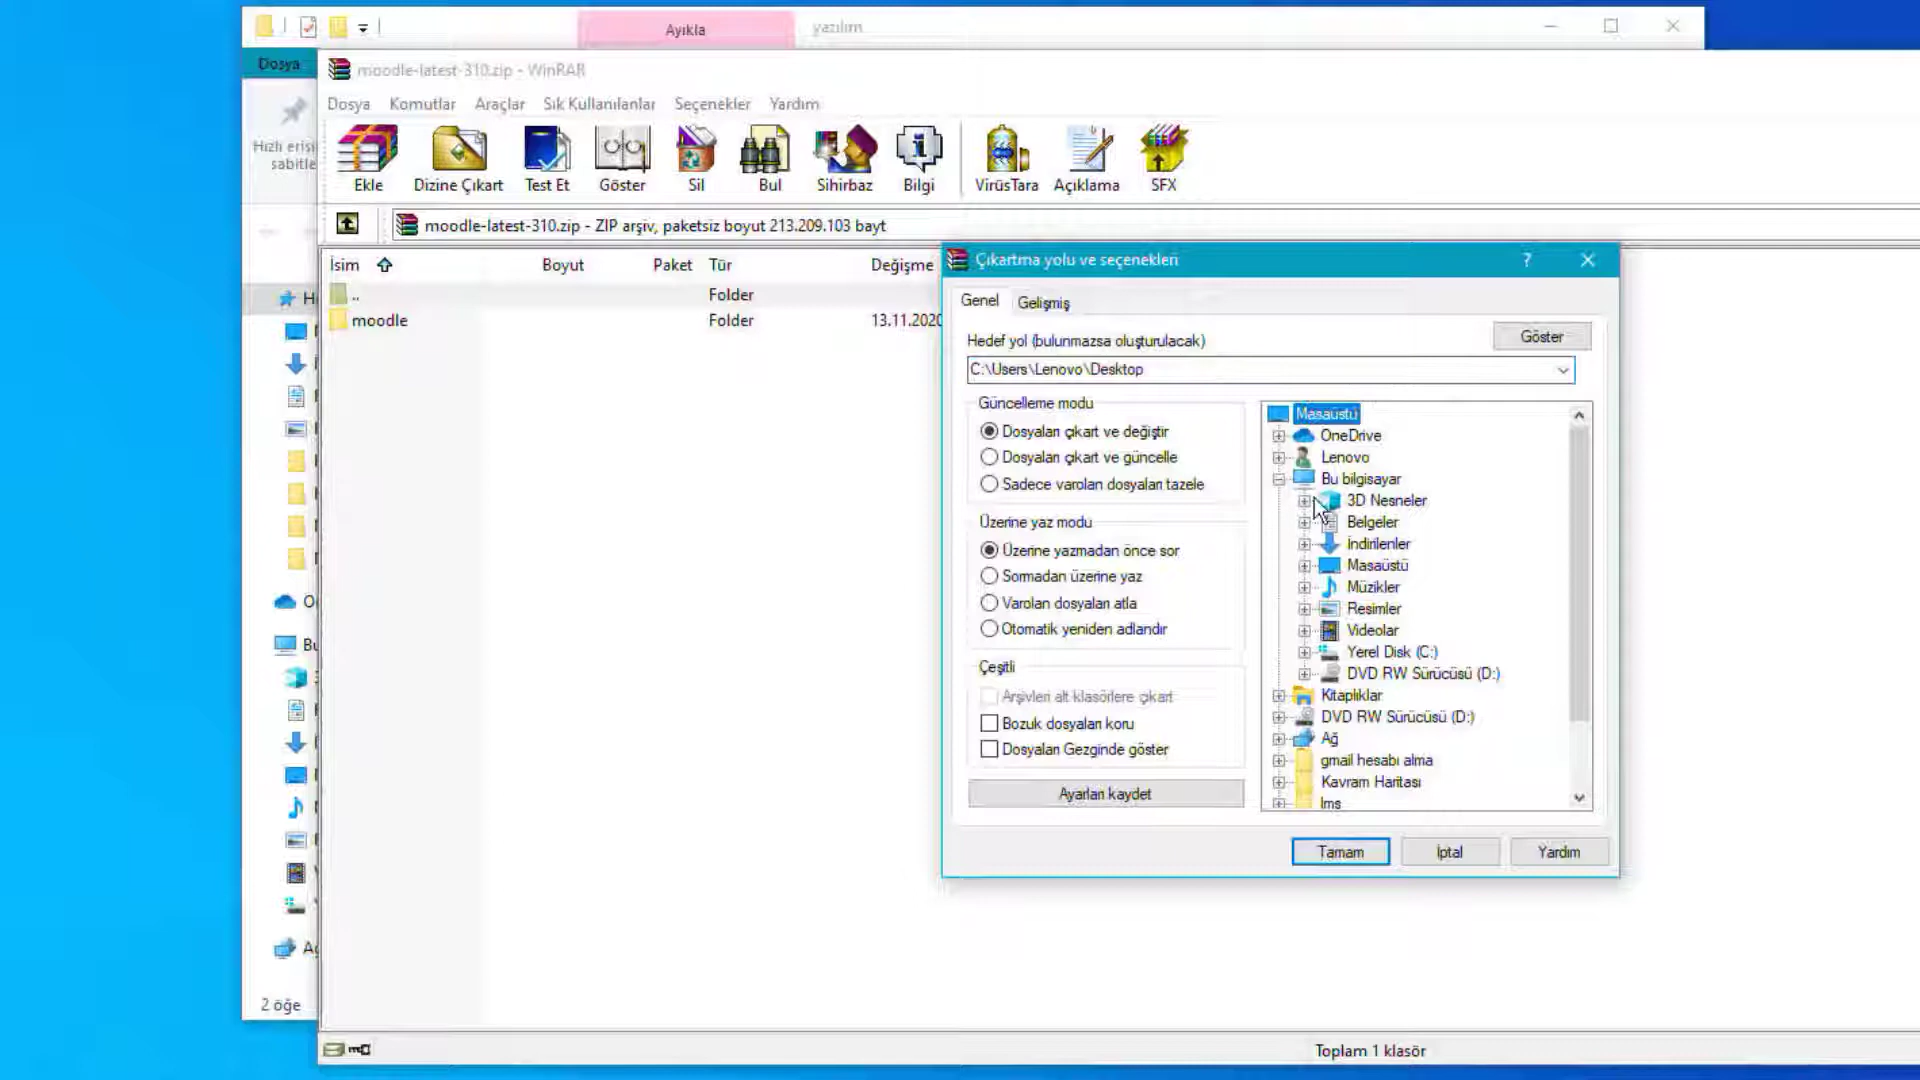 Ayıkla
yazılım
Dosya
moodle-latest-310.zip - WinRAR
Dosya Komutlar Araçlar Sık Kullanılanlar Seçenekler Yardım
Hızlı eriş
sabitle
Ekle Dizine Çıkart Test Et Göster Sil Bul Sihirbaz Bilgi VirüsTara Açıklama SFX
moodle-latest-310.zip - ZIP arşiv, paketsiz boyut 213.209.103 bayt
İsim Boyut Paket Tür Değişme
.. Folder
moodle Folder 13.11.2020
Çıkartma yolu ve seçenekleri
Genel Gelişmiş
Hedef yol (bulunmazsa oluşturulacak)
Göster
C:\Users\Lenovo\Desktop
Güncelleme modu
Dosyaları çıkart ve değiştir
Dosyaları çıkart ve güncelle
Sadece varolan dosyaları tazele
Üzerine yaz modu
Üzerine yazmadan önce sor
Sormadan üzerine yaz
Varolan dosyaları atla
Otomatik yeniden adlandır
Çeşitli
Arşivleri alt klasörlere çıkart
Bozuk dosyaları koru
Dosyaları Gezginde göster
Ayarları kaydet
Masaüstü
OneDrive
Lenovo
Bu bilgisayar
3D Nesneler
Belgeler
İndirilenler
Masaüstü
Müzikler
Resimler
Videolar
Yerel Disk (C:)
DVD RW Sürücüsü (D:)
Kitaplıklar
DVD RW Sürücüsü (D:)
Ağ
gmail hesabı alma
Kavram Haritası
lms
Tamam İptal Yardım
2 öğe
Toplam 1 klasör